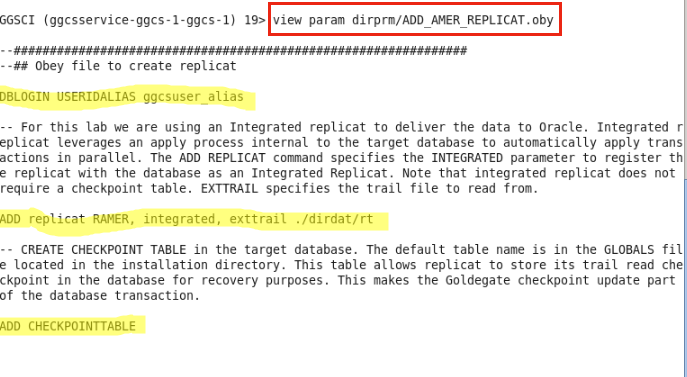 GGSCI (ggcsservice-ggcs-1-ggcs-1) 19> view param dirprm/ADD_AMER_REPLICAT.oby
--###############################################################
--## Obey file to create replicat
DBLOGIN USERIDALIAS ggcsuser_alias
-- For this lab we are using an Integrated replicat to deliver the data to Oracle. Integrated r
eplicat leverages an apply process internal to the target database to automatically apply trans
actions in parallel. The ADD REPLICAT command specifies the INTEGRATED parameter to register th
e replicat with the database as an Integrated Replicat. Note that integrated replicat does not
require a checkpoint table. EXTTRAIL specifies the trail file to read from.
ADD replicat RAMER, integrated, exttrail ./dirdat/rt
-- CREATE CHECKPOINT TABLE in the target database. The default table name is in the GLOBALS fil
e located in the installation directory. This table allows replicat to store its trail read che
ckpoint in the database for recovery purposes. This makes the Goldegate checkpoint update part
of the database transaction.
ADD CHECKPOINTTABLE